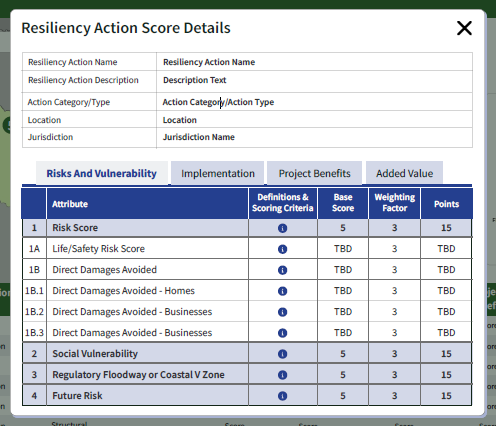 Resiliency Action Score Details
Resiliency Action Name Resiliency Action Name
Resiliency Action Description Description Text
Action Category/Type Action Category/Action Type
Location Location
Jurisdiction Jurisdiction Name
Risks And Vulnerability Implementation Project Benefits Added Value
Attribute Definitions & Scoring Criteria Base Score Weighting Factor Points
1 Risk Score 5 3 15
1A Life/Safety Risk Score TBD 3 TBD
1B Direct Damages Avoided TBD 3 TBD
1B.1 Direct Damages Avoided - Homes TBD 3 TBD
1B.2 Direct Damages Avoided - Businesses TBD 3 TBD
1B.3 Direct Damages Avoided - Businesses TBD 3 TBD
2 Social Vulnerability 5 3 15
3 Regulatory Floodway or Coastal V Zone 5 3 15
4 Future Risk 5 3 15